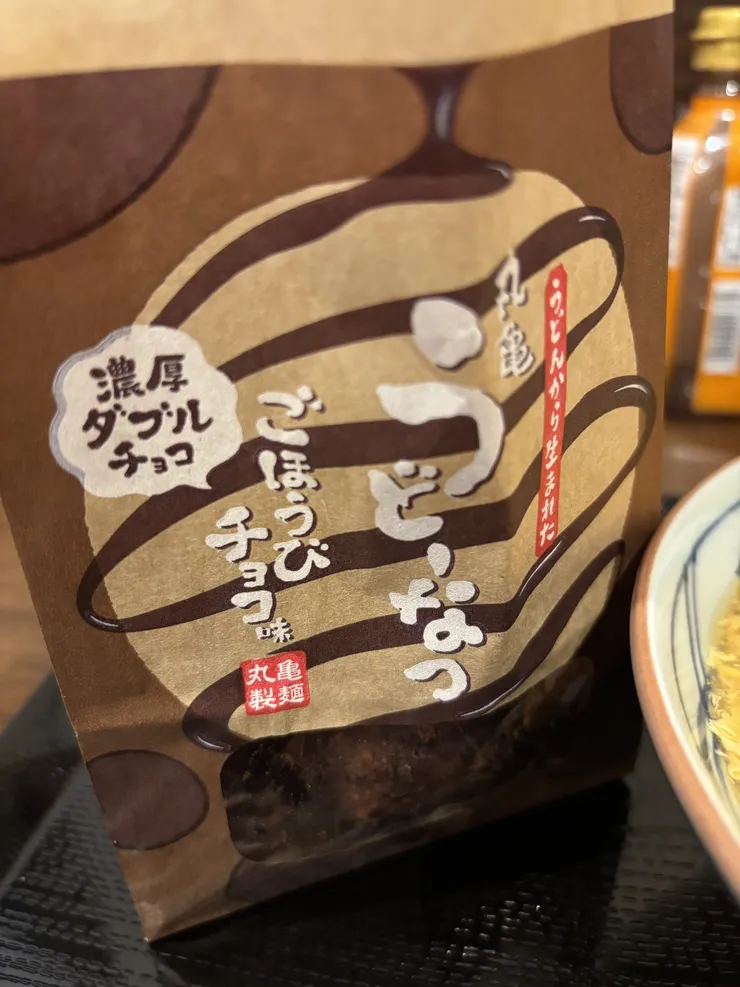 うどんから生まれた
丸亀
うどーなつ
ごほうび
チョコ味
濃厚
ダブル
チョコ
丸亀
製麺